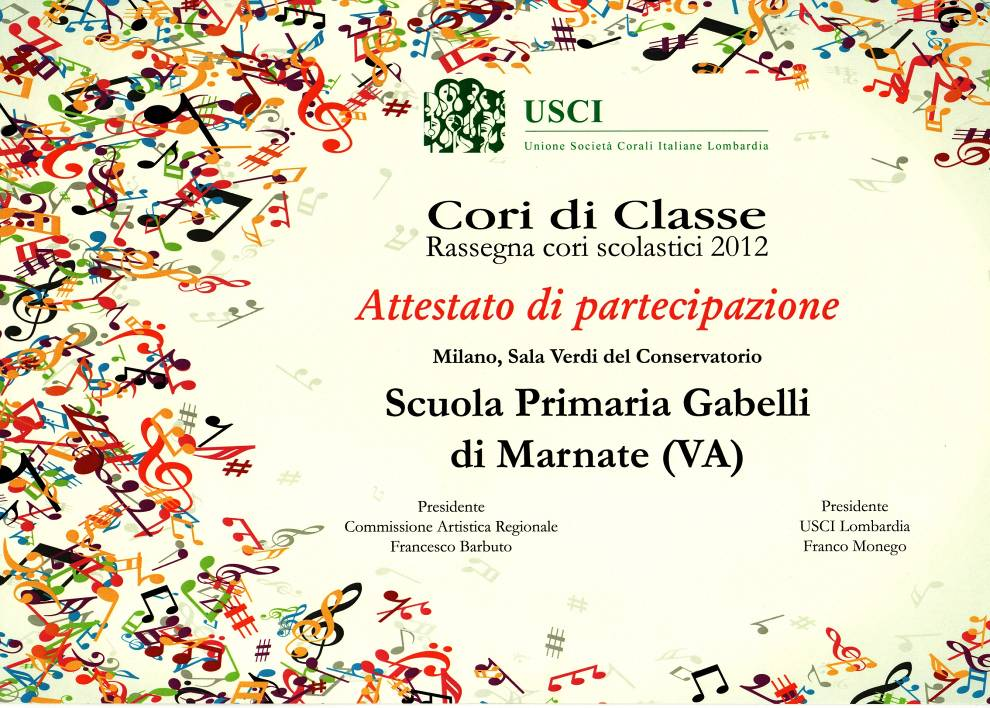 USCI
Unione Società Corali Italiane Lombardia
Cori di Classe
Rassegna cori scolastici 2012
Attestato di partecipazione
Milano, Sala Verdi del Conservatorio
Scuola Primaria Gabelli
di Marnate (VA)
Presidente
Commissione Artistica Regionale
Francesco Barbuto
Presidente
USCI Lombardia
Franco Monego